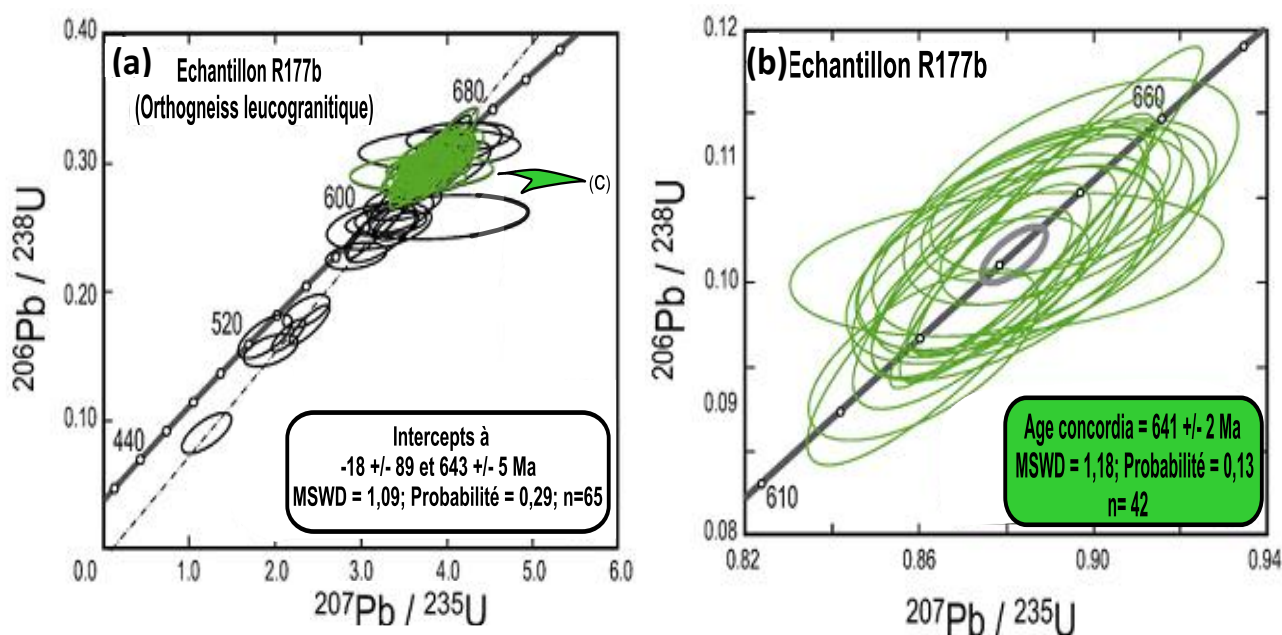 (a)
Echantillon R177b
(Orthogneiss leucogranitique)
680
600
520
440
(C)
0.40
0.30
0.20
0.10
0.0
1.0
2.0
3.0
4.0
5.0
6.0
206Pb / 238U
207Pb / 235U
Intercepts à
-18 +/- 89 et 643 +/- 5 Ma
MSWD = 1,09; Probabilité = 0,29; n=65
(b)
Echantillon R177b
660
610
0.12
0.11
0.10
0.09
0.08
0.82
0.86
0.90
0.94
206Pb / 238U
207Pb / 235U
Age concordia = 641 +/- 2 Ma
MSWD = 1,18; Probabilité = 0,13
n= 42